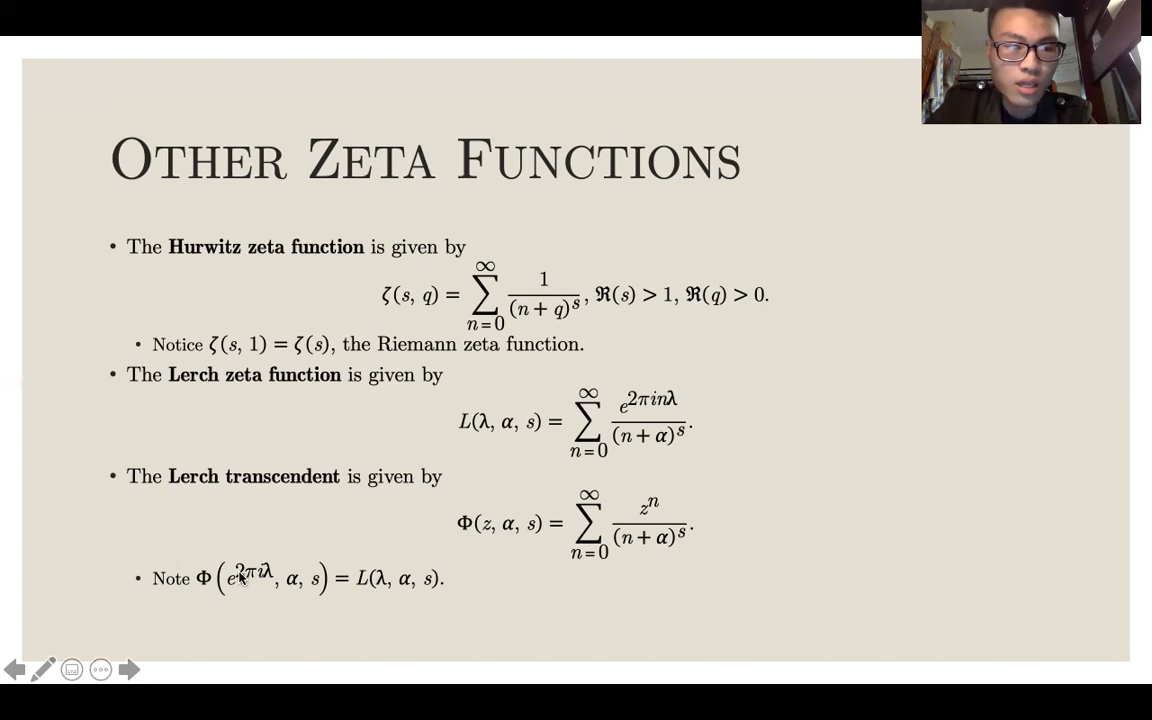 OTHER ZETA FUNCTIONS
• The Hurwitz zeta function is given by
ζ(s, q) = ∑_{n=0}^{∞} 1/(n + q)^s, ℜ(s) > 1, ℜ(q) > 0.
• Notice ζ(s, 1) = ζ(s), the Riemann zeta function.
• The Lerch zeta function is given by
L(λ, α, s) = ∑_{n=0}^{∞} e^{2πinλ}/(n + α)^s.
• The Lerch transcendent is given by
Φ(z, α, s) = ∑_{n=0}^{∞} z^n/(n + α)^s.
• Note Φ(e^{2πiλ}, α, s) = L(λ, α, s).